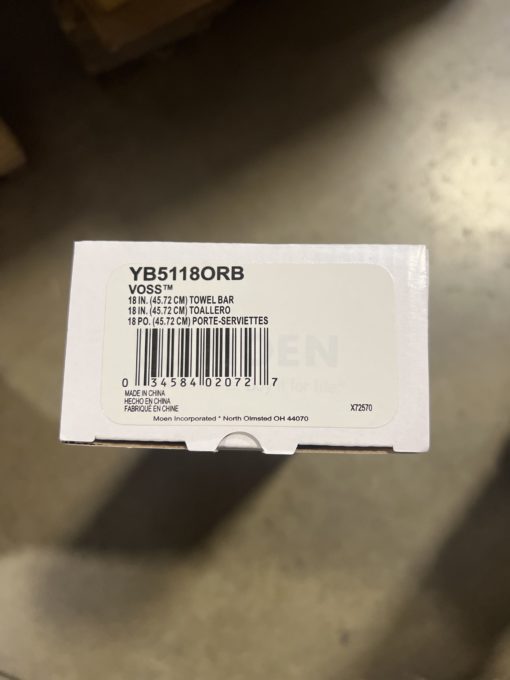 YB5118ORB
VOSS™
18 IN. (45.72 CM) TOWEL BAR
18 IN. (45.72 CM) TOALLERO
18 PO. (45.72 CM) PORTE-SERVIETTES
0 34584 02072 7
MADE IN CHINA
HECHO EN CHINA
FABRIQUÉ EN CHINE
X72570
Moen Incorporated * North Olmsted OH 44070